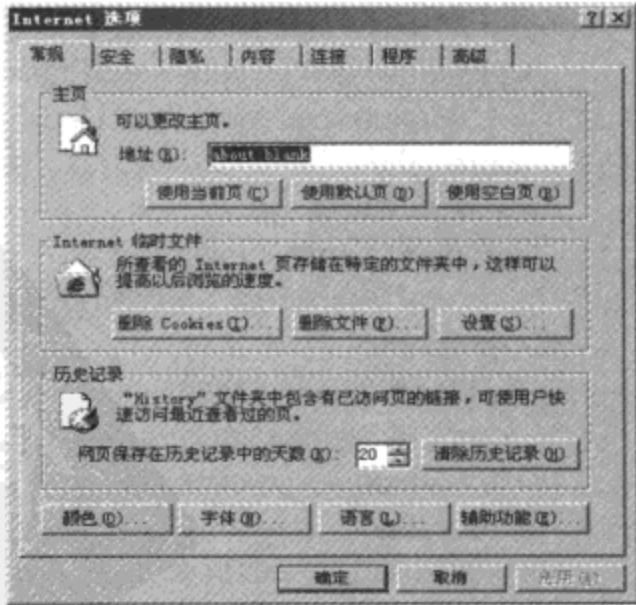 Internet 选项
常规 安全 隐私 内容 连接 程序 高级
主页
可以更改主页。
地址(R): about:blank
使用当前页(C) 使用默认页(D) 使用空白页(B)
Internet 临时文件
所查看的 Internet 页存储在特定的文件夹中，这样可以
提高以后浏览的速度。
删除 Cookies(I)... 删除文件(F)... 设置(S)...
历史记录
“History”文件夹中包含有已访问页的链接，可使用户快
速访问最近查看过的页。
网页保存在历史记录中的天数(K): 20 清除历史记录(H)
颜色(O)... 字体(N)... 语言(L)... 辅助功能(E)...
确定 取消 应用(A)